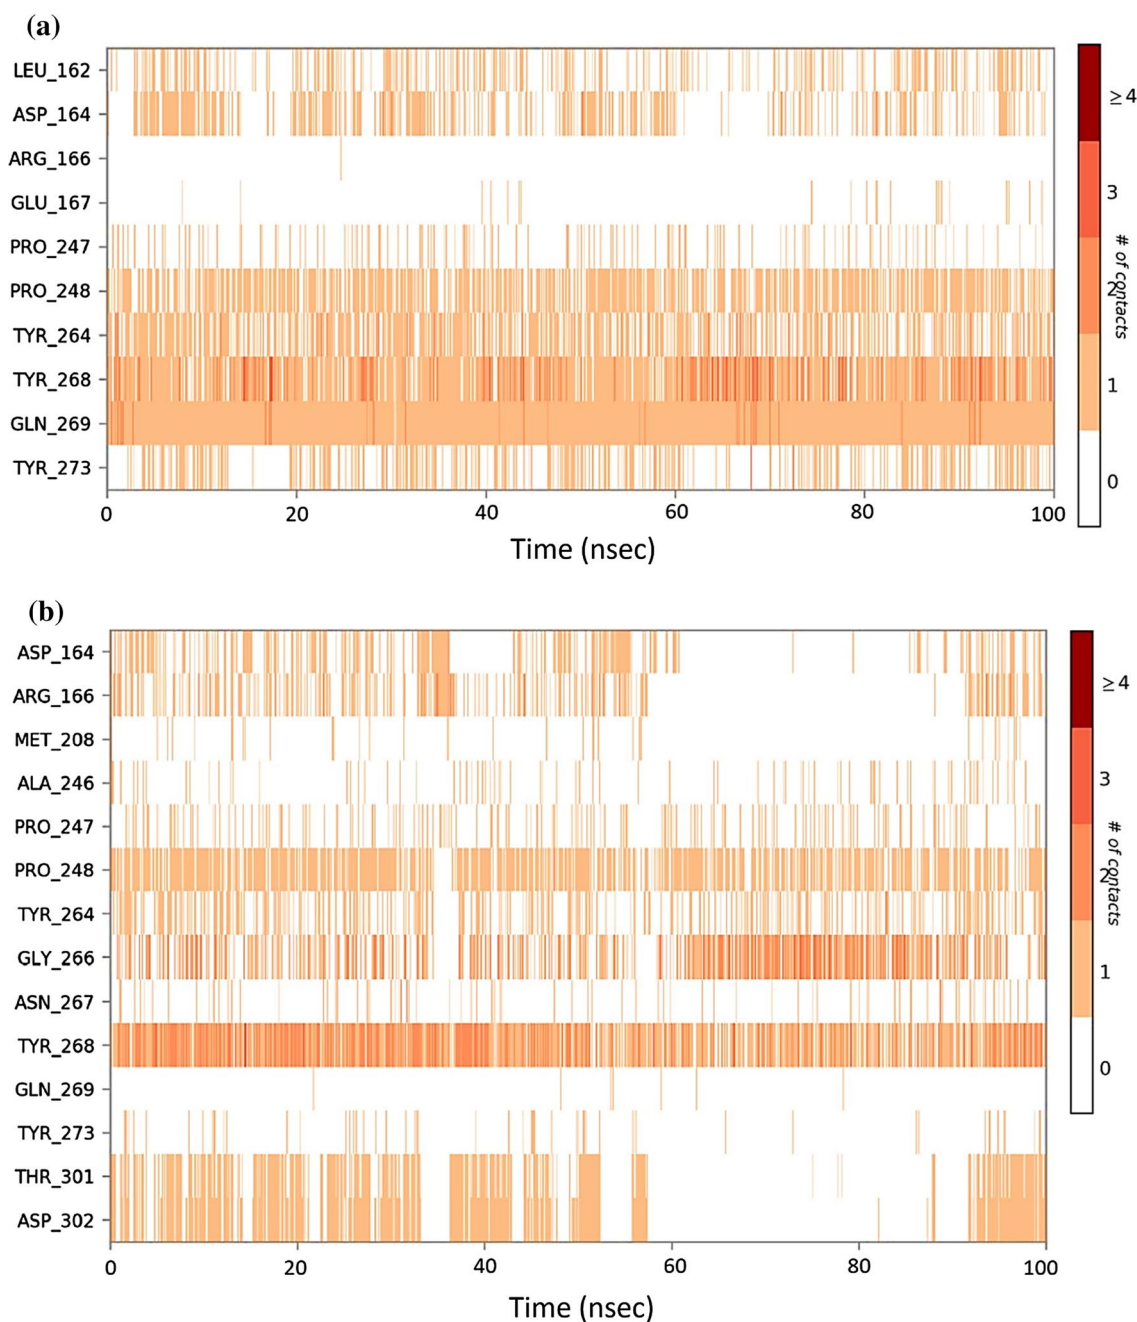 (a)
LEU_162
ASP_164
ARG_166
GLU_167
PRO_247
PRO_248
TYR_264
TYR_268
GLN_269
TYR_273
0 20 40 60 80 100
Time (nsec)
≥4
3
2
1
0
# of contacts
(b)
ASP_164
ARG_166
MET_208
ALA_246
PRO_247
PRO_248
TYR_264
GLY_266
ASN_267
TYR_268
GLN_269
TYR_273
THR_301
ASP_302
0 20 40 60 80 100
Time (nsec)
≥4
3
2
1
0
# of contacts